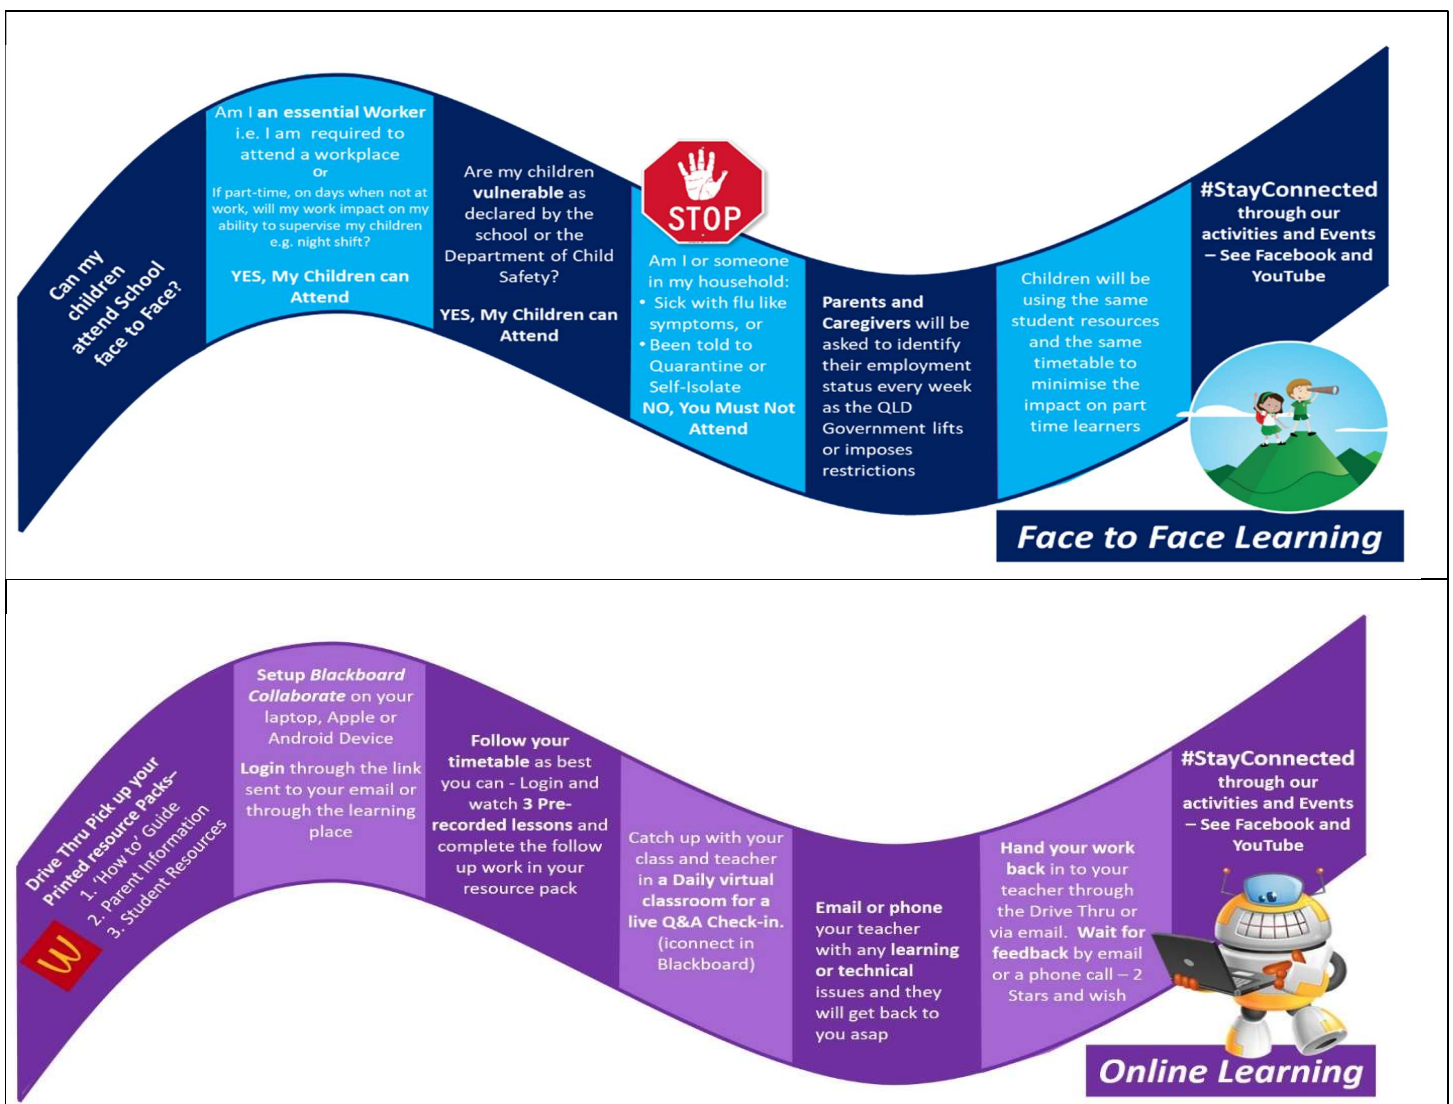 Can my
children
attend School
face to Face?
Am I an essential Worker
i.e. I am required to
attend a workplace
Or
If part-time, on days when not at
work, will my work impact on my
ability to supervise my children
e.g. night shift?
YES, My Children can
Attend
Are my children
vulnerable as
declared by the
school or the
Department of Child
Safety?
YES, My Children can
Attend
STOP
Am I or someone
in my household:
• Sick with flu like
symptoms, or
• Been told to
Quarantine or
Self-Isolate
NO, You Must Not
Attend
Parents and
Caregivers will be
asked to identify
their employment
status every week
as the QLD
Government lifts
or imposes
restrictions
Children will be
using the same
student resources
and the same
timetable to
minimise the
impact on part
time learners
#StayConnected
through our
activities and Events
– See Facebook and
YouTube
Face to Face Learning
Drive Thru Pick up your
Printed resource Packs–
1. 'How to' Guide
2. Parent Information
3. Student Resources
W
Setup Blackboard
Collaborate on your
laptop, Apple or
Android Device
Login through the link
sent to your email or
through the learning
place
Follow your
timetable as best
you can - Login and
watch 3 Pre-
recorded lessons and
complete the follow
up work in your
resource pack
Catch up with your
class and teacher
in a Daily virtual
classroom for a
live Q&A Check-in.
(iconnect in
Blackboard)
Email or phone
your teacher
with any learning
or technical
issues and they
will get back to
you asap
Hand your work
back in to your
teacher through
the Drive Thru or
via email. Wait for
feedback by email
or a phone call – 2
Stars and wish
#StayConnected
through our
activities and Events
– See Facebook and
YouTube
Online Learning